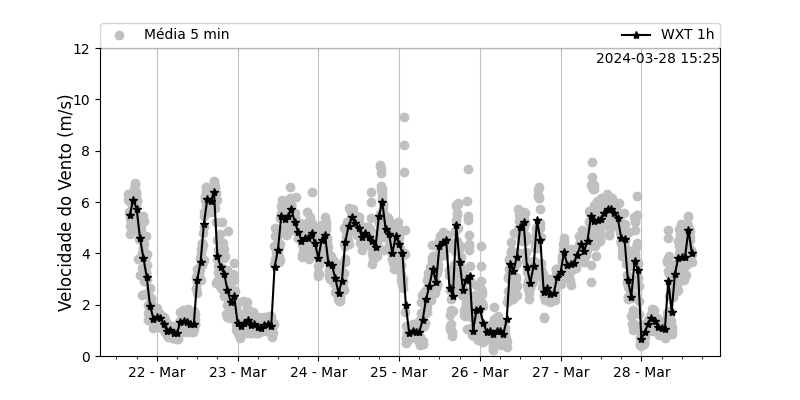 Média 5 min
WXT 1h
2024-03-28 15:25
Velocidade do Vento (m/s)
12
10
8
6
4
2
0
22 - Mar
23 - Mar
24 - Mar
25 - Mar
26 - Mar
27 - Mar
28 - Mar